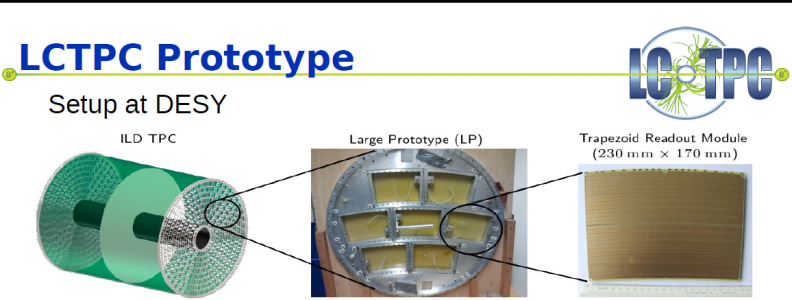 LCTPC Prototype
LC TPC
Setup at DESY
ILD TPC
Large Prototype (LP)
Trapezoid Readout Module
(230 mm × 170 mm)